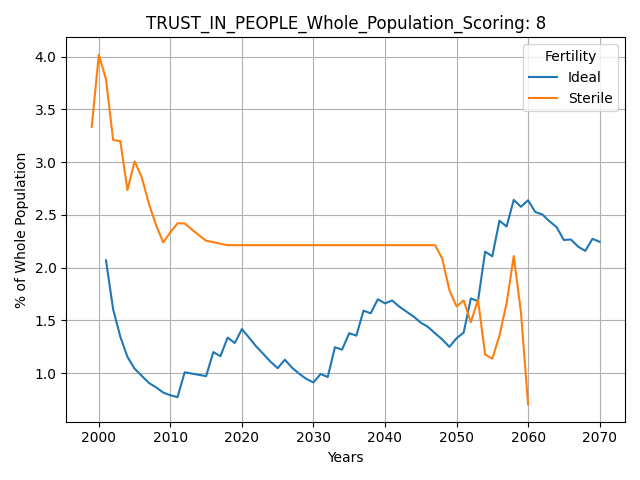 TRUST_IN_PEOPLE_Whole_Population_Scoring: 8
Fertility
Ideal
Sterile
% of Whole Population
4.0
3.5
3.0
2.5
2.0
1.5
1.0
2000 2010 2020 2030 2040 2050 2060 2070
Years